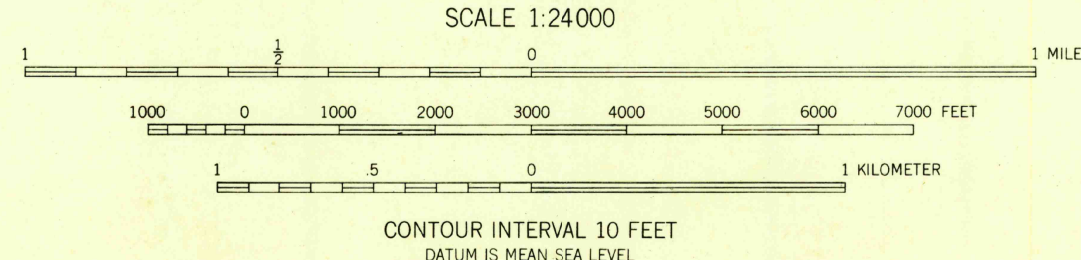 SCALE 1:24000
1 1/2 0 1 MILE
1000 0 1000 2000 3000 4000 5000 6000 7000 FEET
1 .5 0 1 KILOMETER
CONTOUR INTERVAL 10 FEET
DATUM IS MEAN SEA LEVEL